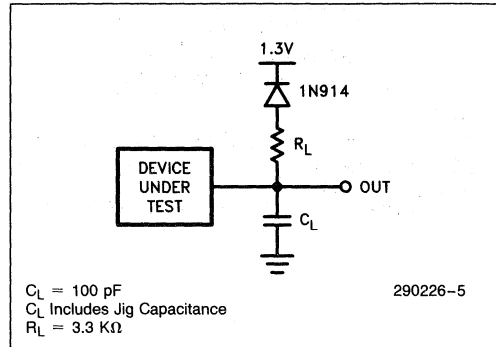 1.3V
1N914
R_L
DEVICE
UNDER
TEST
OUT
C_L
C_L = 100 pF
C_L Includes Jig Capacitance
R_L = 3.3 KΩ
290226-5